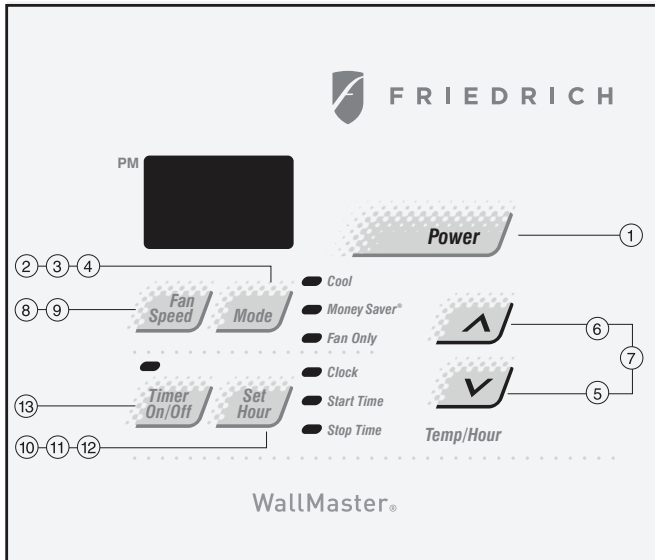 FRIEDRICH
PM
Power
1
2 3 4
Fan
Speed
Mode
Cool
8 9
Money Saver®
6
Fan Only
7
Clock
5
13
Timer
On/Off
Set
Hour
Start Time
10 11 12
Stop Time
Temp/Hour
WallMaster®